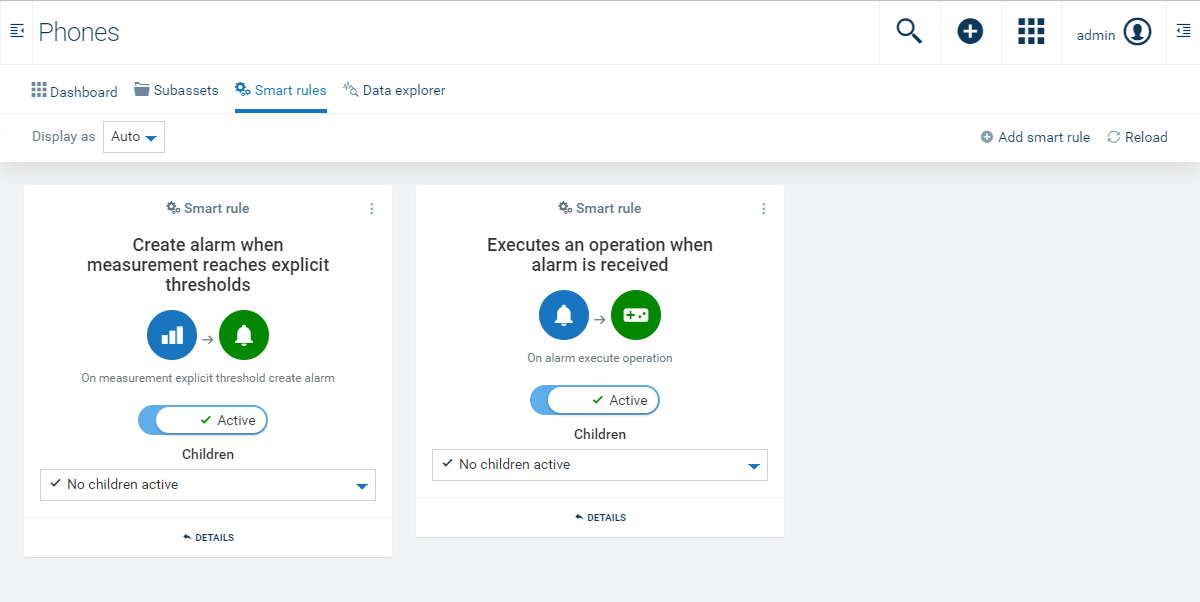 Phones
admin
Dashboard Subassets Smart rules Data explorer
Display as Auto Add smart rule Reload
Smart rule
Create alarm when
measurement reaches explicit
thresholds
On measurement explicit threshold create alarm
Active
Children
No children active
DETAILS
Smart rule
Executes an operation when
alarm is received
On alarm execute operation
Active
Children
No children active
DETAILS